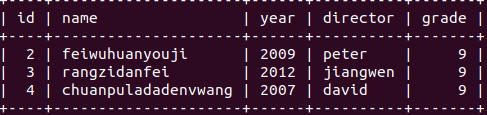 | id | name | year | director | grade |
| 2 | feiwuhuanyouji | 2009 | peter | 9 |
| 3 | rangzidanfei | 2012 | jiangwen | 9 |
| 4 | chuanpuladadenvwang | 2007 | david | 9 |